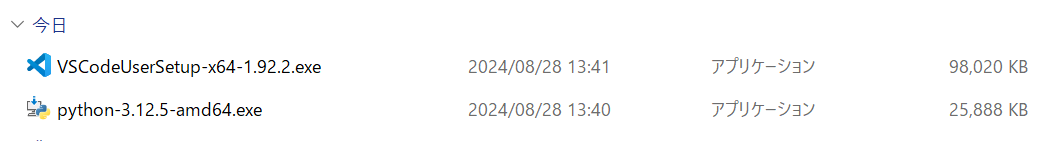 今日
VSCodeUserSetup-x64-1.92.2.exe 2024/08/28 13:41 アプリケーション 98,020 KB
python-3.12.5-amd64.exe 2024/08/28 13:40 アプリケーション 25,888 KB